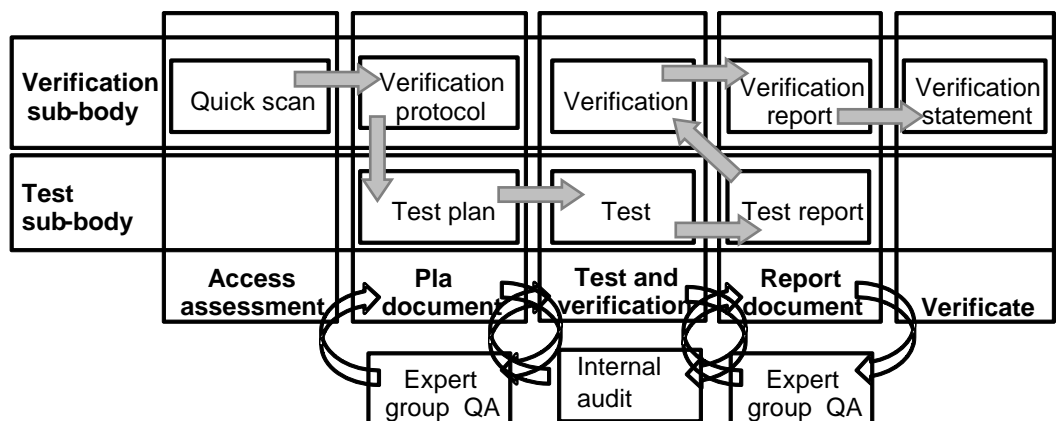 Verification
sub-body
Quick scan
Verification
protocol
Verification
Verification
report
Verification
statement
Test
sub-body
Test plan
Test
Test report
Access
assessment
Pla
document
Test and
verification
Report
document
Verificate
Expert
group QA
Internal
audit
Expert
group QA